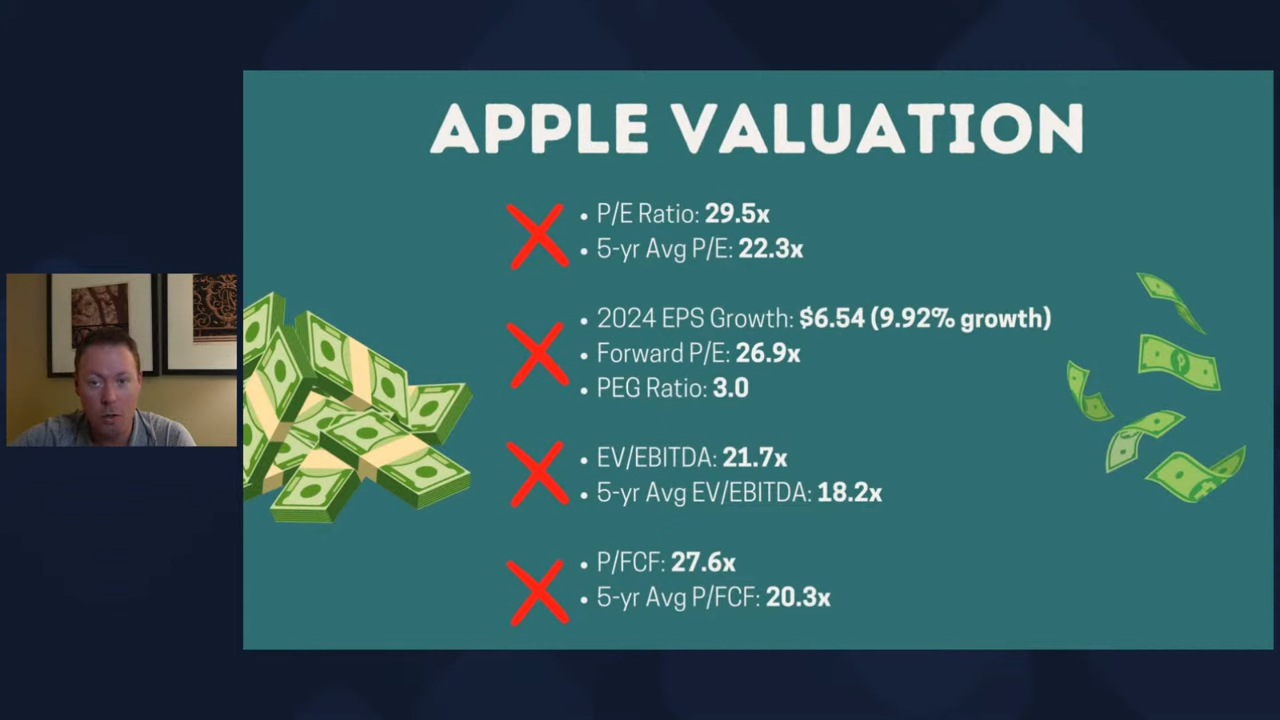 APPLE VALUATION
• P/E Ratio: 29.5x
• 5-yr Avg P/E: 22.3x
• 2024 EPS Growth: $6.54 (9.92% growth)
• Forward P/E: 26.9x
• PEG Ratio: 3.0
• EV/EBITDA: 21.7x
• 5-yr Avg EV/EBITDA: 18.2x
• P/FCF: 27.6x
• 5-yr Avg P/FCF: 20.3x